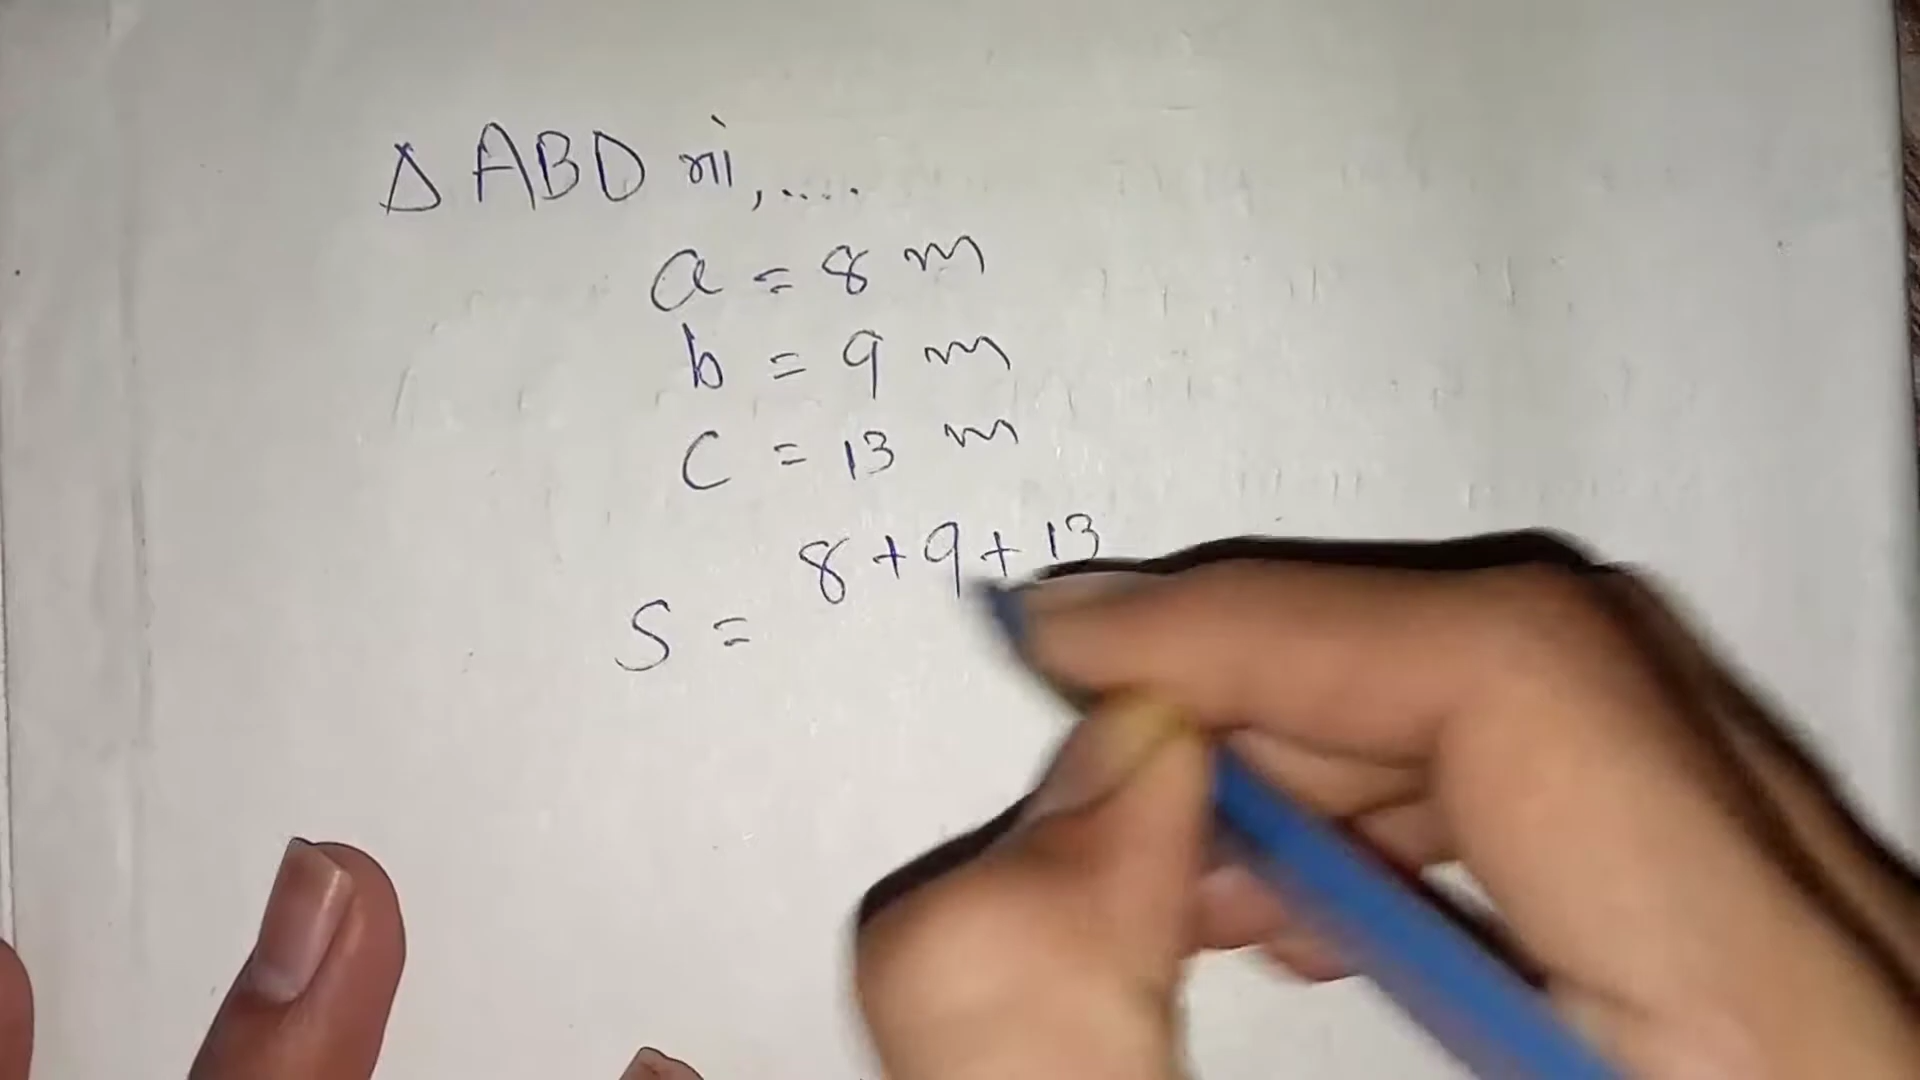 Δ ABD માં, ....
a = 8 m
b = 9 m
c = 13 m
8 + 9 + 13
S =